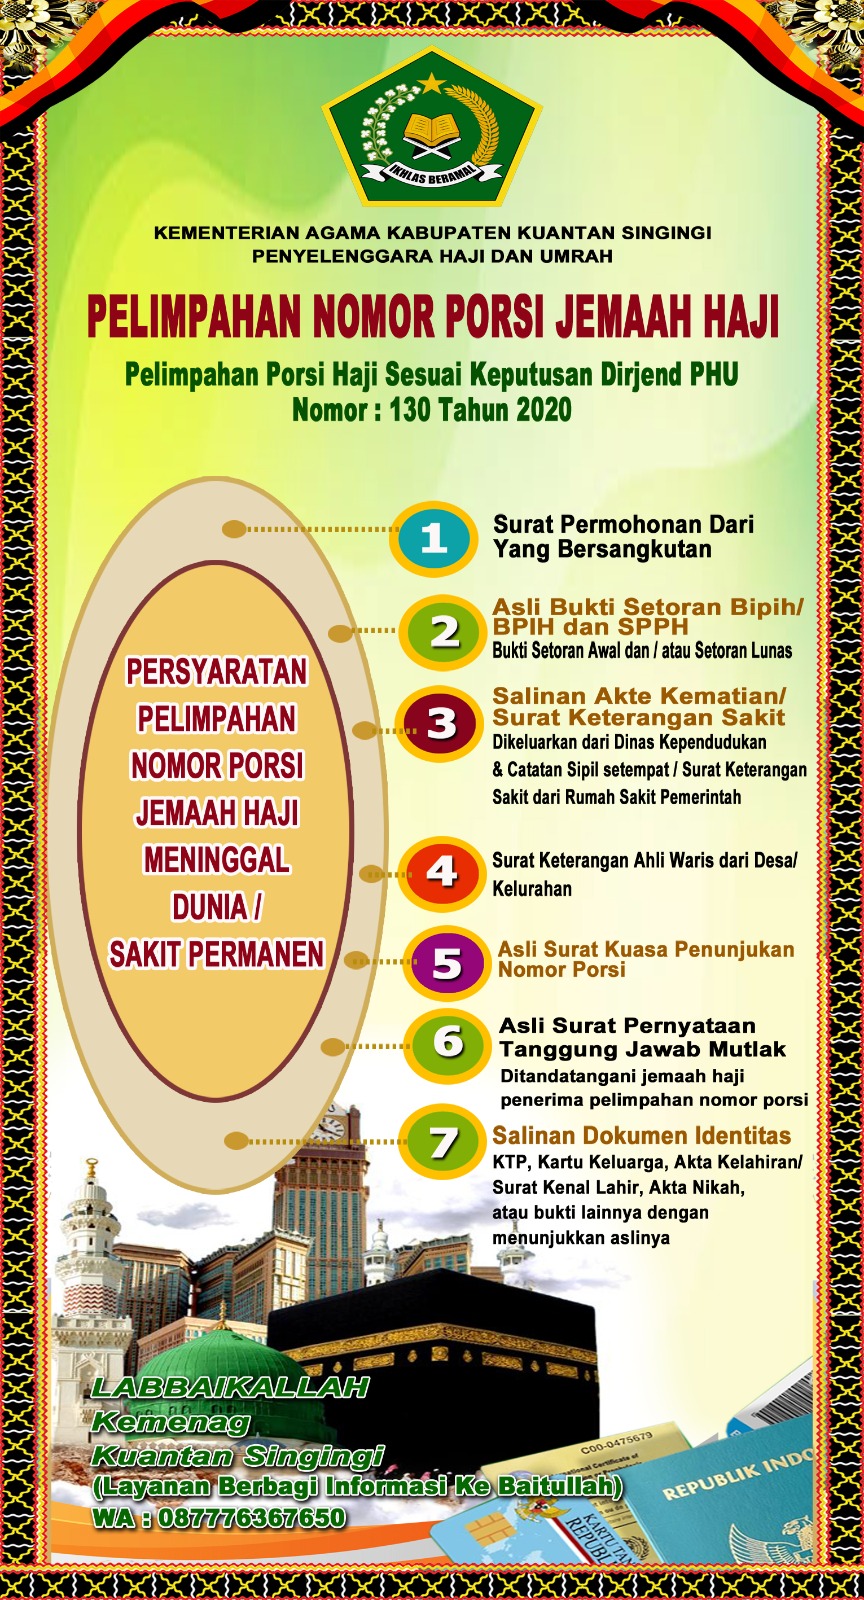 IKHLAS BERAMAL
KEMENTERIAN AGAMA KABUPATEN KUANTAN SINGINGI
PENYELENGGARA HAJI DAN UMRAH
PELIMPAHAN NOMOR PORSI JEMAAH HAJI
Pelimpahan Porsi Haji Sesuai Keputusan Dirjend PHU
Nomor : 130 Tahun 2020
PERSYARATAN
PELIMPAHAN
NOMOR PORSI
JEMAAH HAJI
MENINGGAL
DUNIA /
SAKIT PERMANEN
1
Surat Permohonan Dari
Yang Bersangkutan
2
Asli Bukti Setoran Bipih/
BPIH dan SPPH
Bukti Setoran Awal dan / atau Setoran Lunas
3
Salinan Akte Kematian/
Surat Keterangan Sakit
Dikeluarkan dari Dinas Kependudukan
& Catatan Sipil setempat / Surat Keterangan
Sakit dari Rumah Sakit Pemerintah
4
Surat Keterangan Ahli Waris dari Desa/
Kelurahan
5
Asli Surat Kuasa Penunjukan
Nomor Porsi
6
Asli Surat Pernyataan
Tanggung Jawab Mutlak
Ditandatangani jemaah haji
penerima pelimpahan nomor porsi
7
Salinan Dokumen Identitas
KTP, Kartu Keluarga, Akta Kelahiran/
Surat Kenal Lahir, Akta Nikah,
atau bukti lainnya dengan
menunjukkan aslinya
LABBAIKALLAH
Kemenag
Kuantan Singingi
(Layanan Berbagi Informasi Ke Baitullah)
WA : 087776367650
C00-0475679
Certificate of
REPUBLIK INDO
KARTU TAN
REPUBL